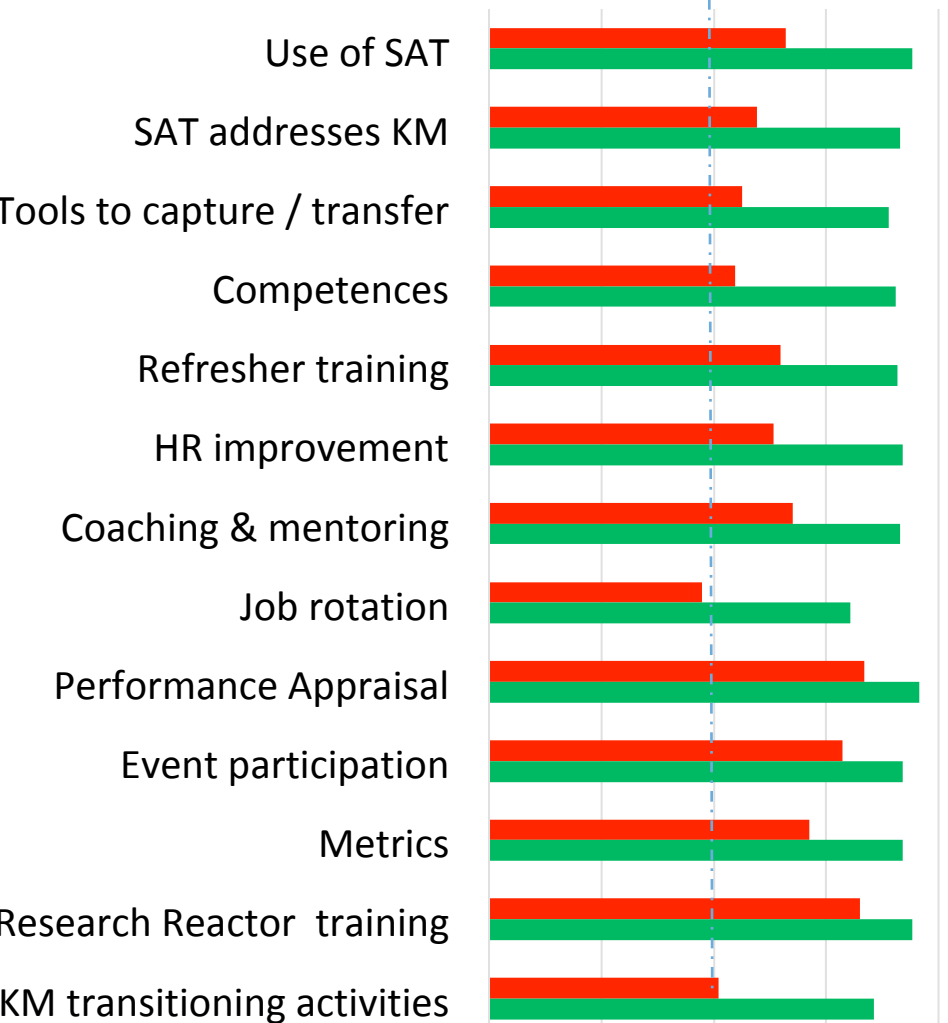 Use of SAT
SAT addresses KM
Tools to capture / transfer
Competences
Refresher training
HR improvement
Coaching & mentoring
Job rotation
Performance Appraisal
Event participation
Metrics
Research Reactor  training
KM transitioning activities